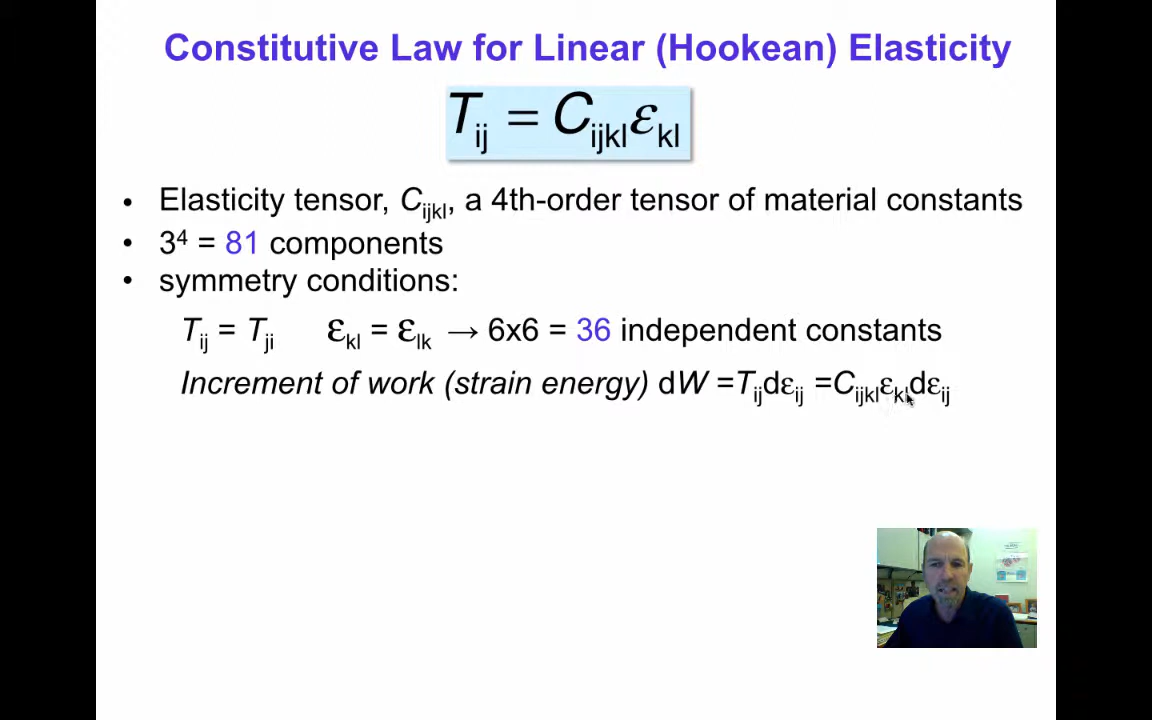 Constitutive Law for Linear (Hookean) Elasticity
Tij = Cijklεkl
• Elasticity tensor, Cijkl, a 4th-order tensor of material constants
• 3⁴ = 81 components
• symmetry conditions:
Tij = Tji εkl = εlk → 6x6 = 36 independent constants
Increment of work (strain energy) dW =Tijdεij =Cijklεkldεij